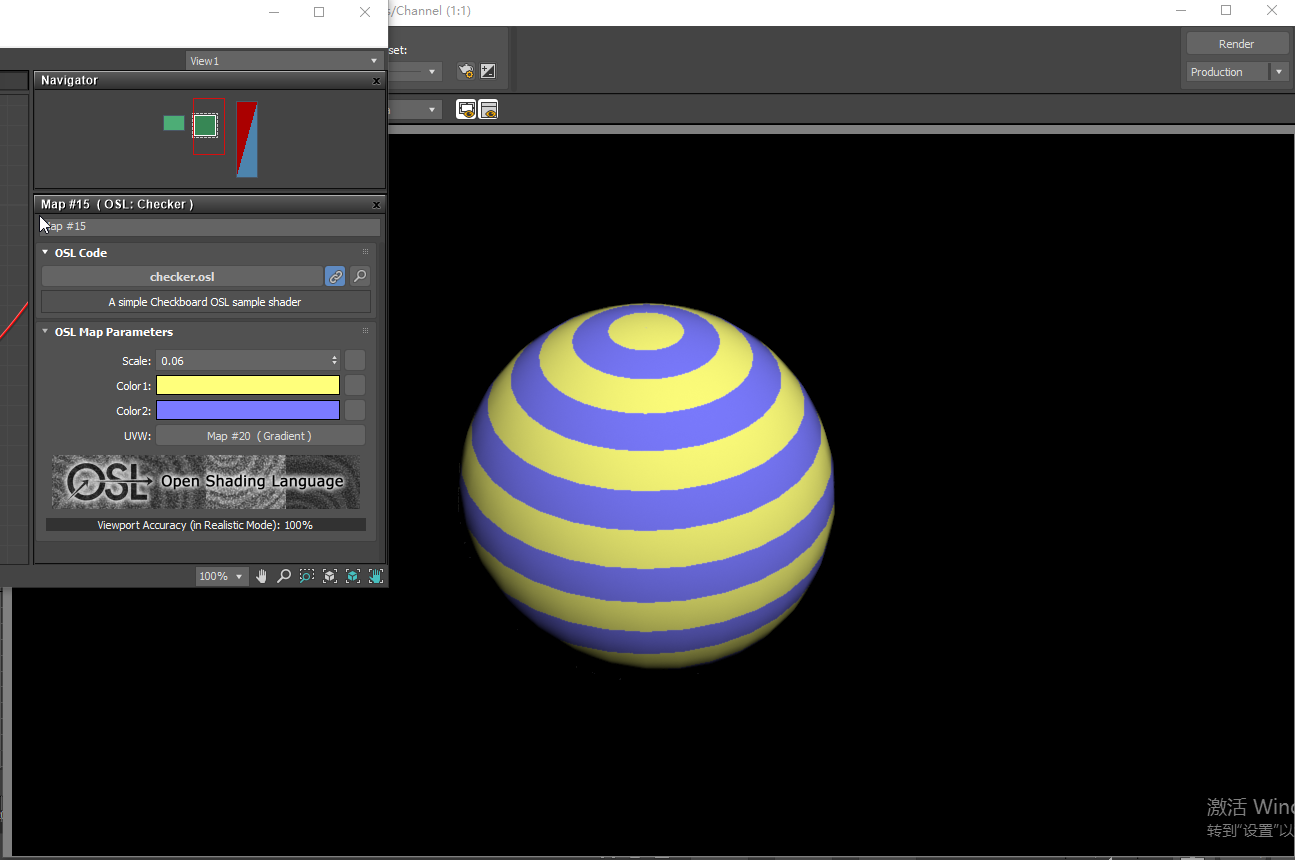 s/Channel (1:1)
set:
Render
View1
Production
Navigator
Map #15 ( OSL: Checker )
Map #15
OSL Code
checker.osl
A simple Checkboard OSL sample shader
OSL Map Parameters
Scale: 0.06
Color1:
Color2:
UVW: Map #20 ( Gradient )
OSL Open Shading Language
Viewport Accuracy (in Realistic Mode): 100%
100%
激活 Wind
转到"设置"以